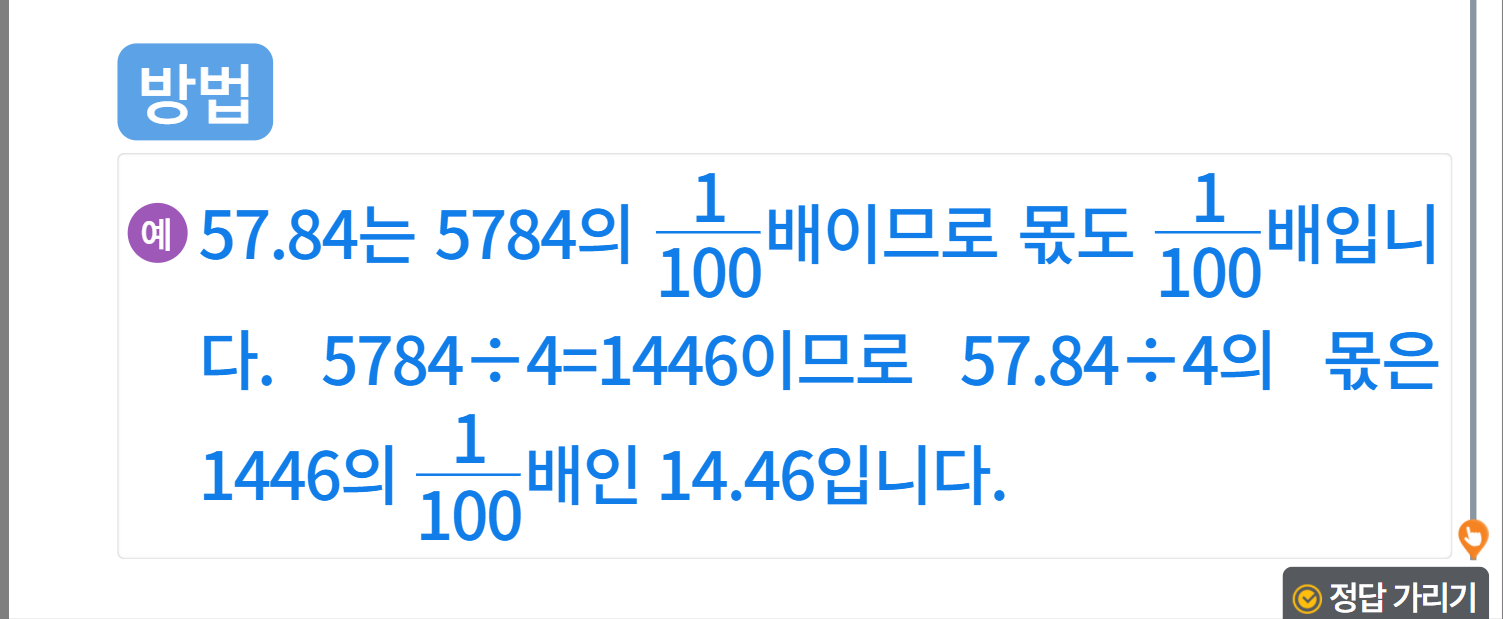 방법
예 57.84는 5784의 1/100배이므로 몫도 1/100배입니
다. 5784÷4=1446이므로 57.84÷4의 몫은
1446의 1/100배인 14.46입니다.
정답 가리기